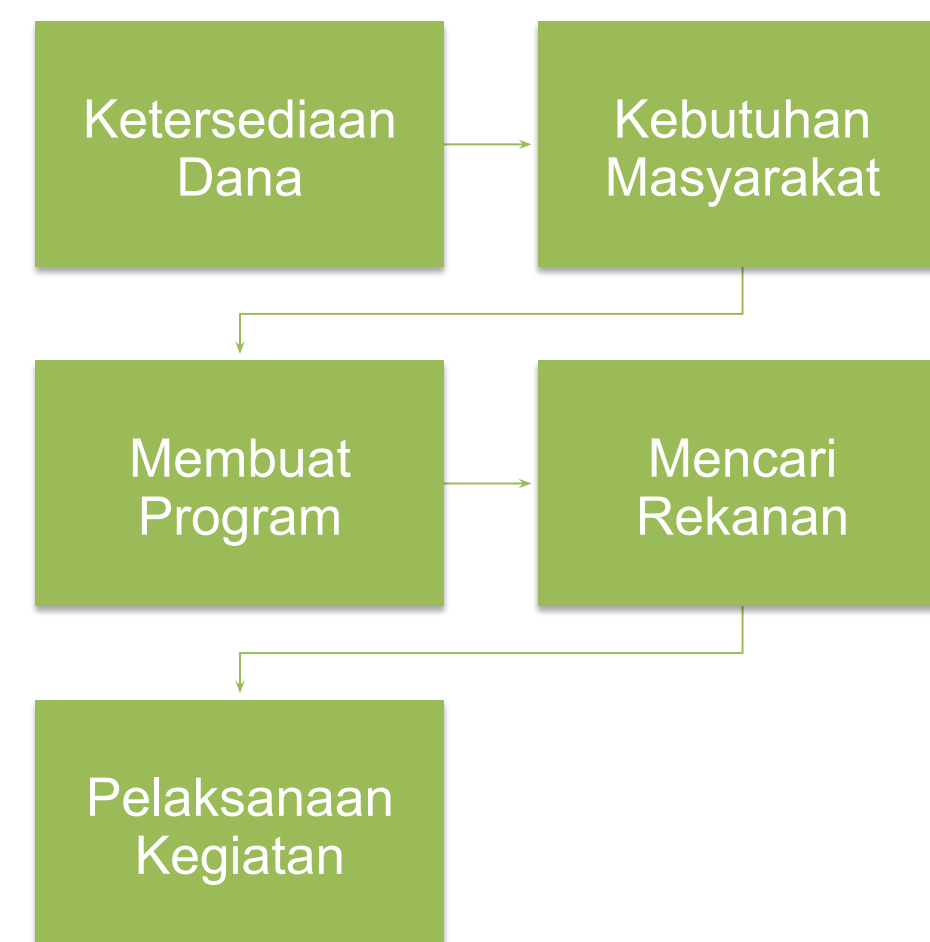 Ketersediaan
Dana
Kebutuhan
Masyarakat
Membuat
Program
Mencari
Rekanan
Pelaksanaan
Kegiatan